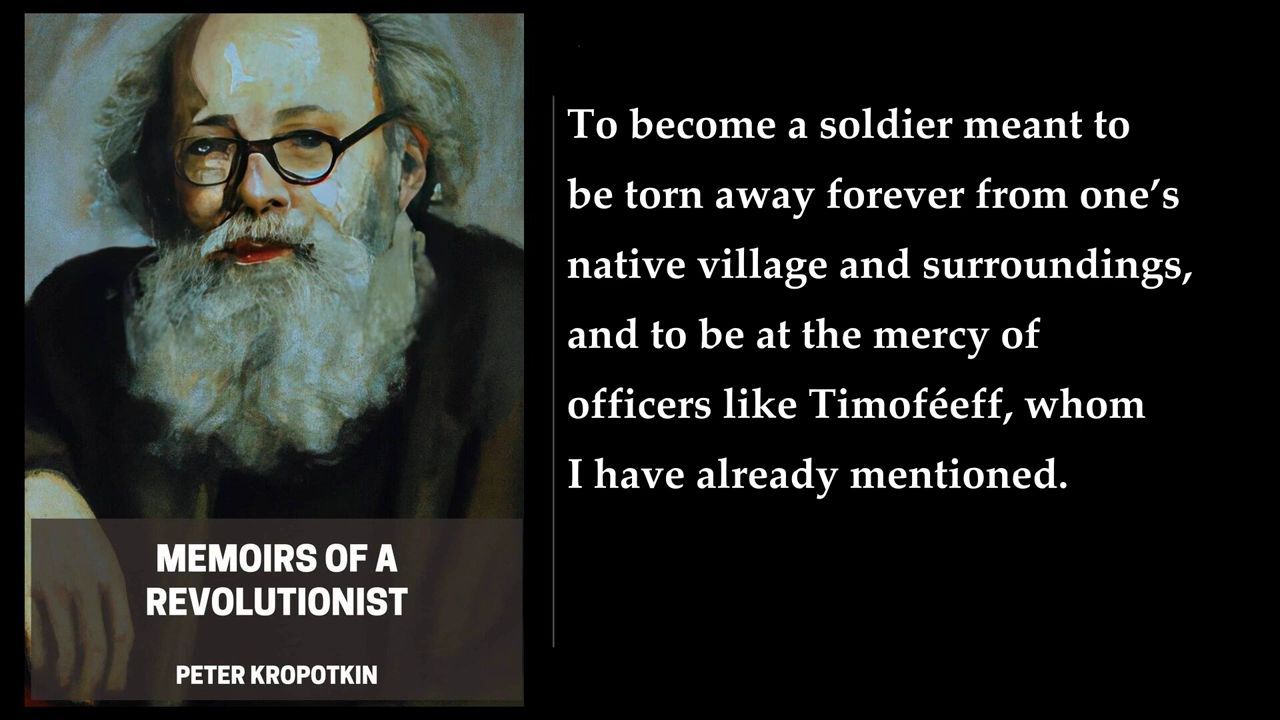 To become a soldier meant to
be torn away forever from one’s
native village and surroundings,
and to be at the mercy of
officers like Timoféeff, whom
I have already mentioned.
MEMOIRS OF A
REVOLUTIONIST
PETER KROPOTKIN